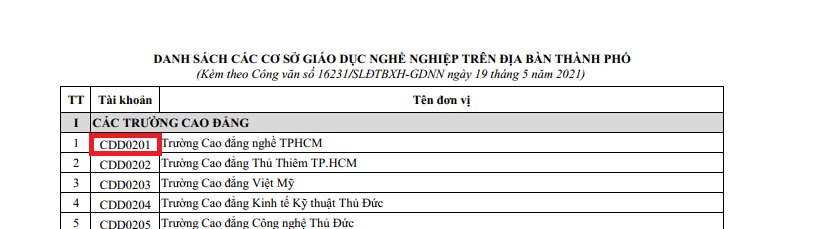 DANH SÁCH CÁC CƠ SỞ GIÁO DỤC NGHỀ NGHIỆP TRÊN ĐỊA BÀN THÀNH PHỐ
(Kèm theo Công văn số 16231/SLĐTBXH-GDNN ngày 19 tháng 5 năm 2021)
TT Tài khoản Tên đơn vị
I CÁC TRƯỜNG CAO ĐẲNG
1 CDD0201 Trường Cao đẳng nghề TPHCM
2 CDD0202 Trường Cao đẳng Thủ Thiêm TP.HCM
3 CDD0203 Trường Cao đẳng Việt Mỹ
4 CDD0204 Trường Cao đẳng Kinh tế Kỹ thuật Thủ Đức
5 CDD0205 Trường Cao đẳng Công nghệ Thủ Đức